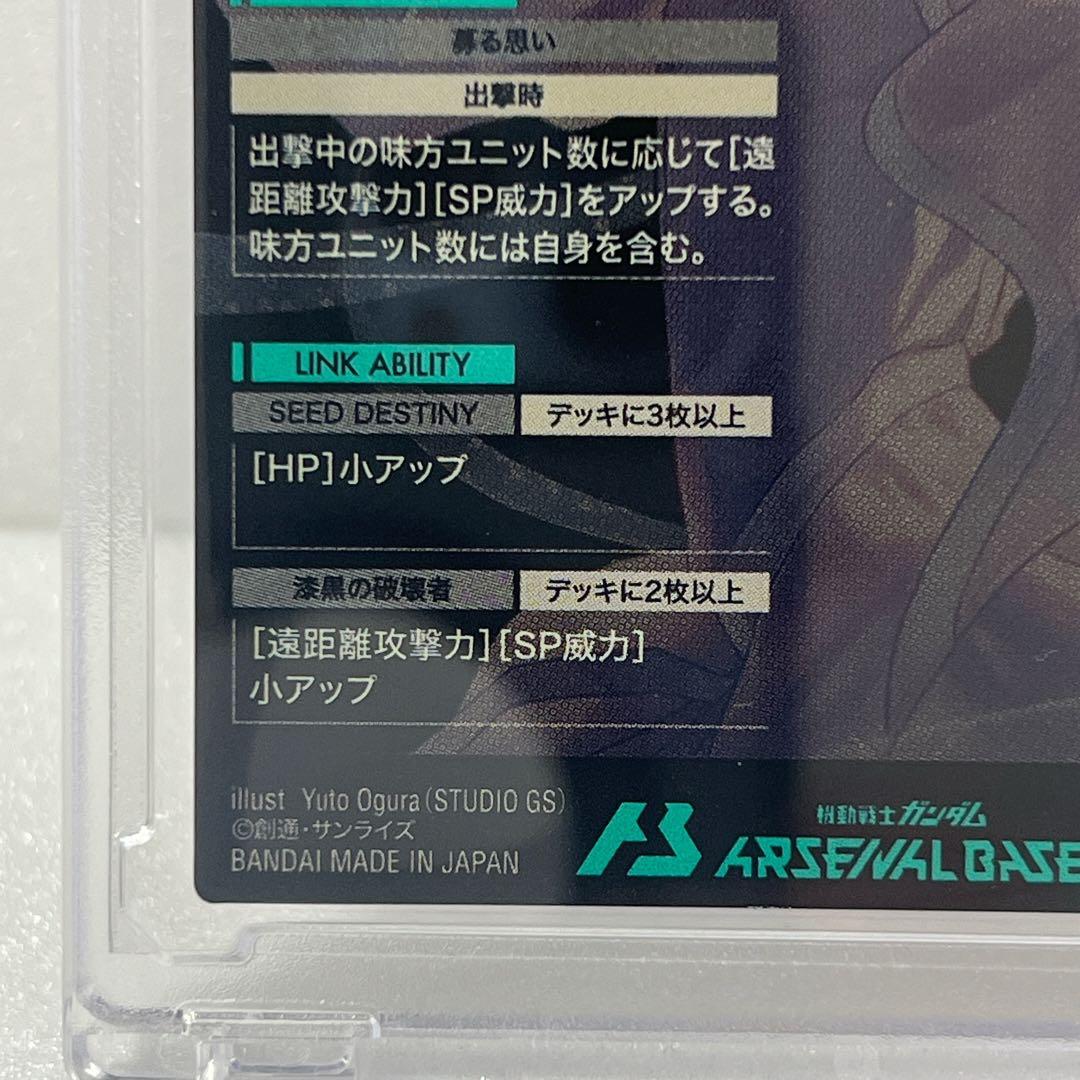 募る思い
出撃時
出撃中の味方ユニット数に応じて[遠
距離攻撃力][SP威力]をアップする。
味方ユニット数には自身を含む。
LINK ABILITY
SEED DESTINY デッキに3枚以上
[HP]小アップ
漆黒の破壊者 デッキに2枚以上
[遠距離攻撃力][SP威力]
小アップ
illust Yuto Ogura(STUDIO GS)
©創通・サンライズ
BANDAI MADE IN JAPAN
機動戦士ガンダム
ARSENAL BASE